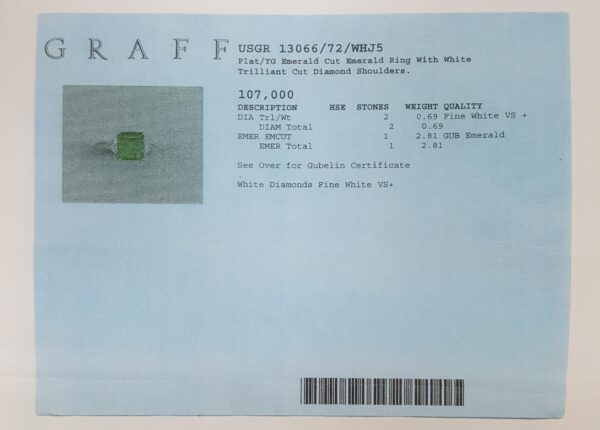 GRAFF
USGR 13066/72/WHJ5
Plat/YG Emerald Cut Emerald Ring With White
Trilliant Cut Diamond Shoulders.
107,000
DESCRIPTION HSE STONES WEIGHT QUALITY
DIA Trl/Wt 2 0.69 Fine White VS +
DIAM Total 2 0.69
EMER EMCUT 1 2.81 GUB Emerald
EMER Total 1 2.81
See Over for Gubelin Certificate
.
White Diamonds Fine White VS+